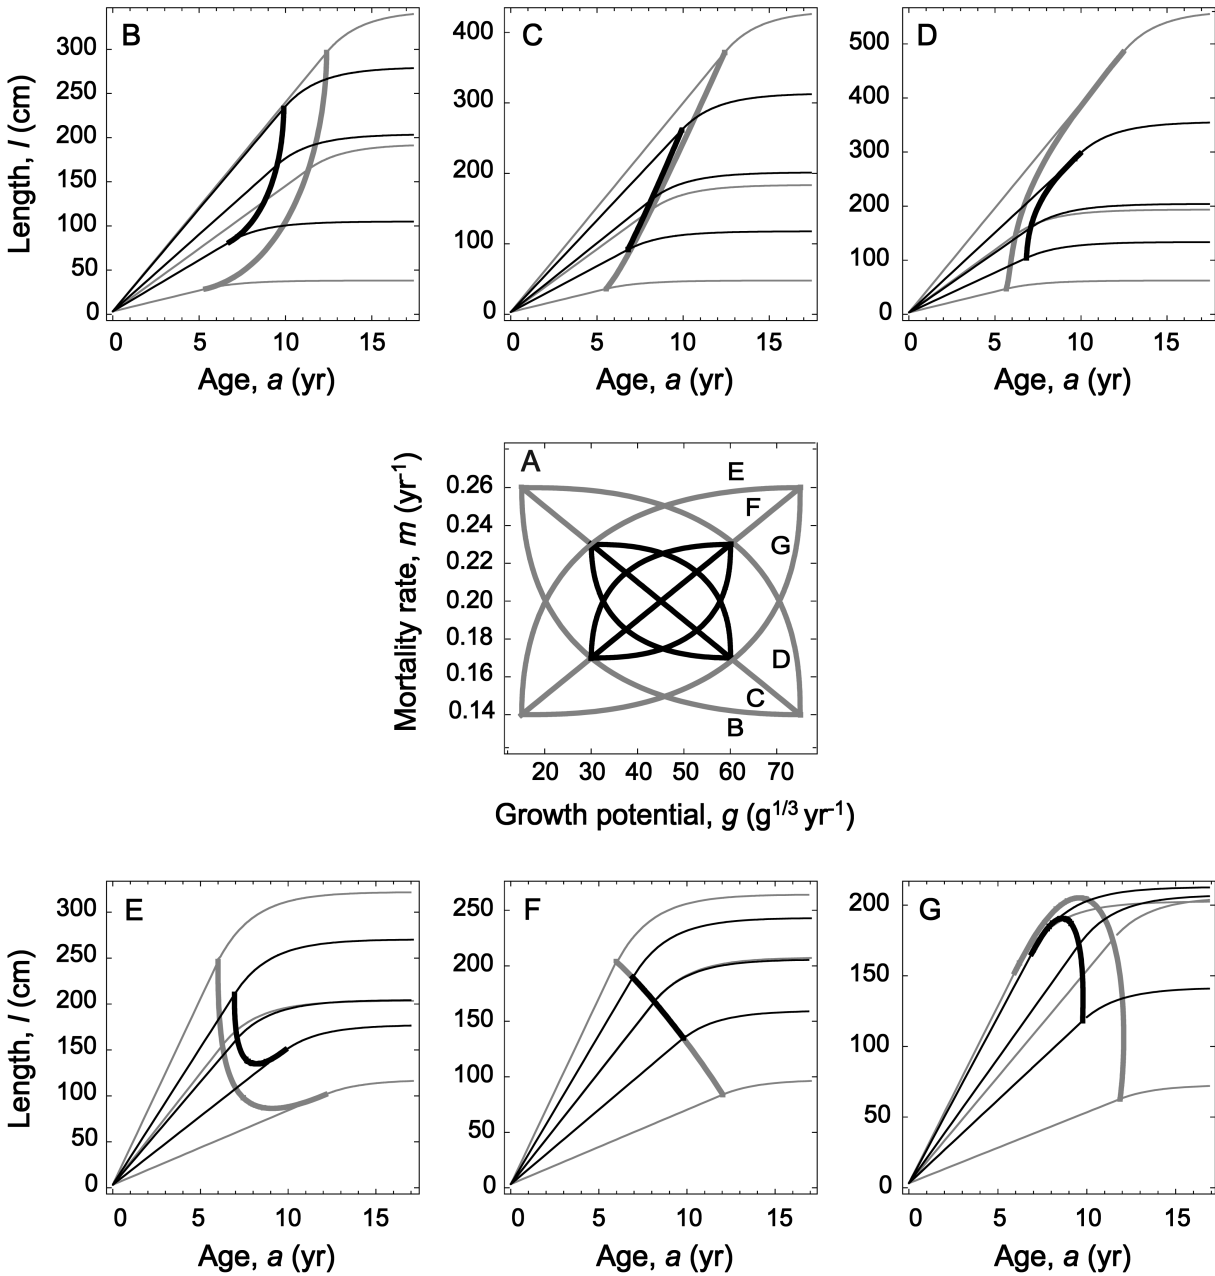 B
C
D
Length, l (cm)
300
250
200
150
100
50
0
400
300
200
100
0
500
400
300
200
100
0
0 5 10 15
0 5 10 15
0 5 10 15
Age, a (yr)
Age, a (yr)
Age, a (yr)
A
E
F
G
D
C
B
Mortality rate, m (yr⁻¹)
0.26
0.24
0.22
0.20
0.18
0.16
0.14
20 30 40 50 60 70
Growth potential, g (g¹/³ yr⁻¹)
E
F
G
Length, l (cm)
300
250
200
150
100
50
0
250
200
150
100
50
0
200
150
100
50
0
0 5 10 15
0 5 10 15
0 5 10 15
Age, a (yr)
Age, a (yr)
Age, a (yr)